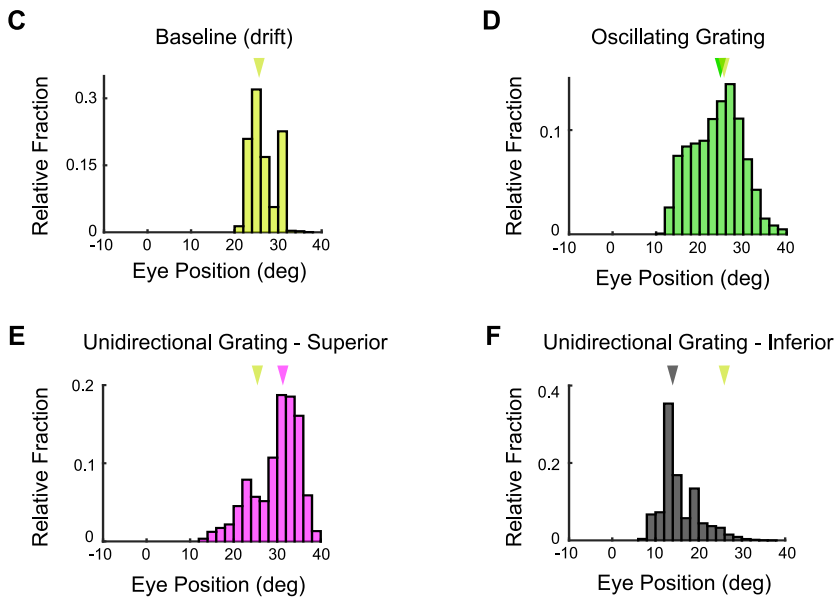 C
Baseline (drift)
Relative Fraction
0.3
0.15
0
-10 0 10 20 30 40
Eye Position (deg)
D
Oscillating Grating
Relative Fraction
0.1
0
-10 0 10 20 30 40
Eye Position (deg)
E
Unidirectional Grating - Superior
Relative Fraction
0.2
0.1
0
-10 0 10 20 30 40
Eye Position (deg)
F
Unidirectional Grating - Inferior
Relative Fraction
0.4
0.2
0
-10 0 10 20 30 40
Eye Position (deg)